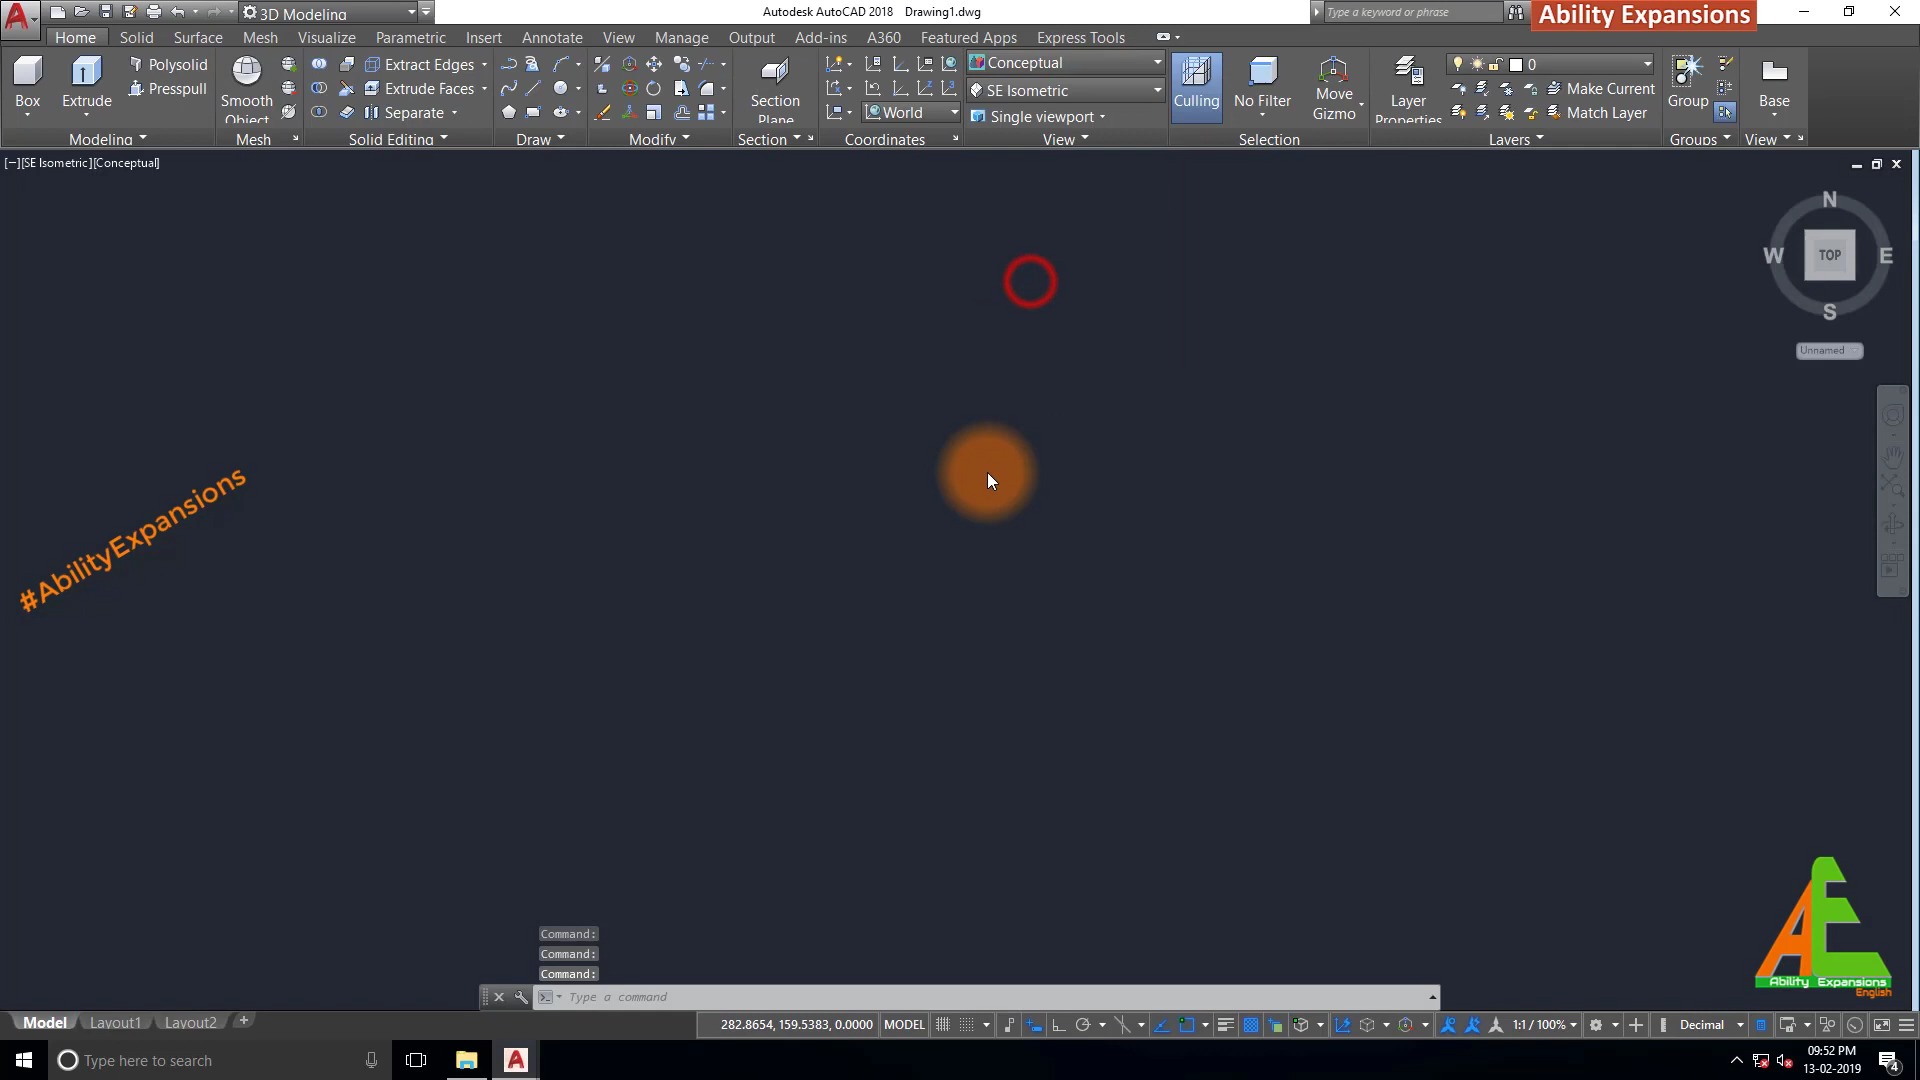 3D Modeling
Autodesk AutoCAD 2018 Drawing1.dwg
Type a keyword or phrase
Ability Expansions
Home Solid Surface Mesh Visualize Parametric Insert Annotate View Manage Output Add-ins A360 Featured Apps Express Tools
Box
Extrude
Polysolid
Presspull
Modeling
Smooth
Object
Mesh
Extract Edges
Extrude Faces
Separate
Solid Editing
Draw
Modify
Section
Plane
Section
World
Coordinates
Conceptual
SE Isometric
Single viewport
View
Culling
No Filter
Move
Gizmo
Selection
Layer
Properties
0
Make Current
Match Layer
Layers
Group
Groups
Base
View
[−][SE Isometric][Conceptual]
N
W
TOP
E
S
Unnamed
#AbilityExpansions
Command:
Command:
Command:
Type a command
AE
Ability Expansions
English
Model Layout1 Layout2
282.8654, 159.5383, 0.0000 MODEL 1:1 / 100% Decimal
Type here to search
09:52 PM
13-02-2019
4